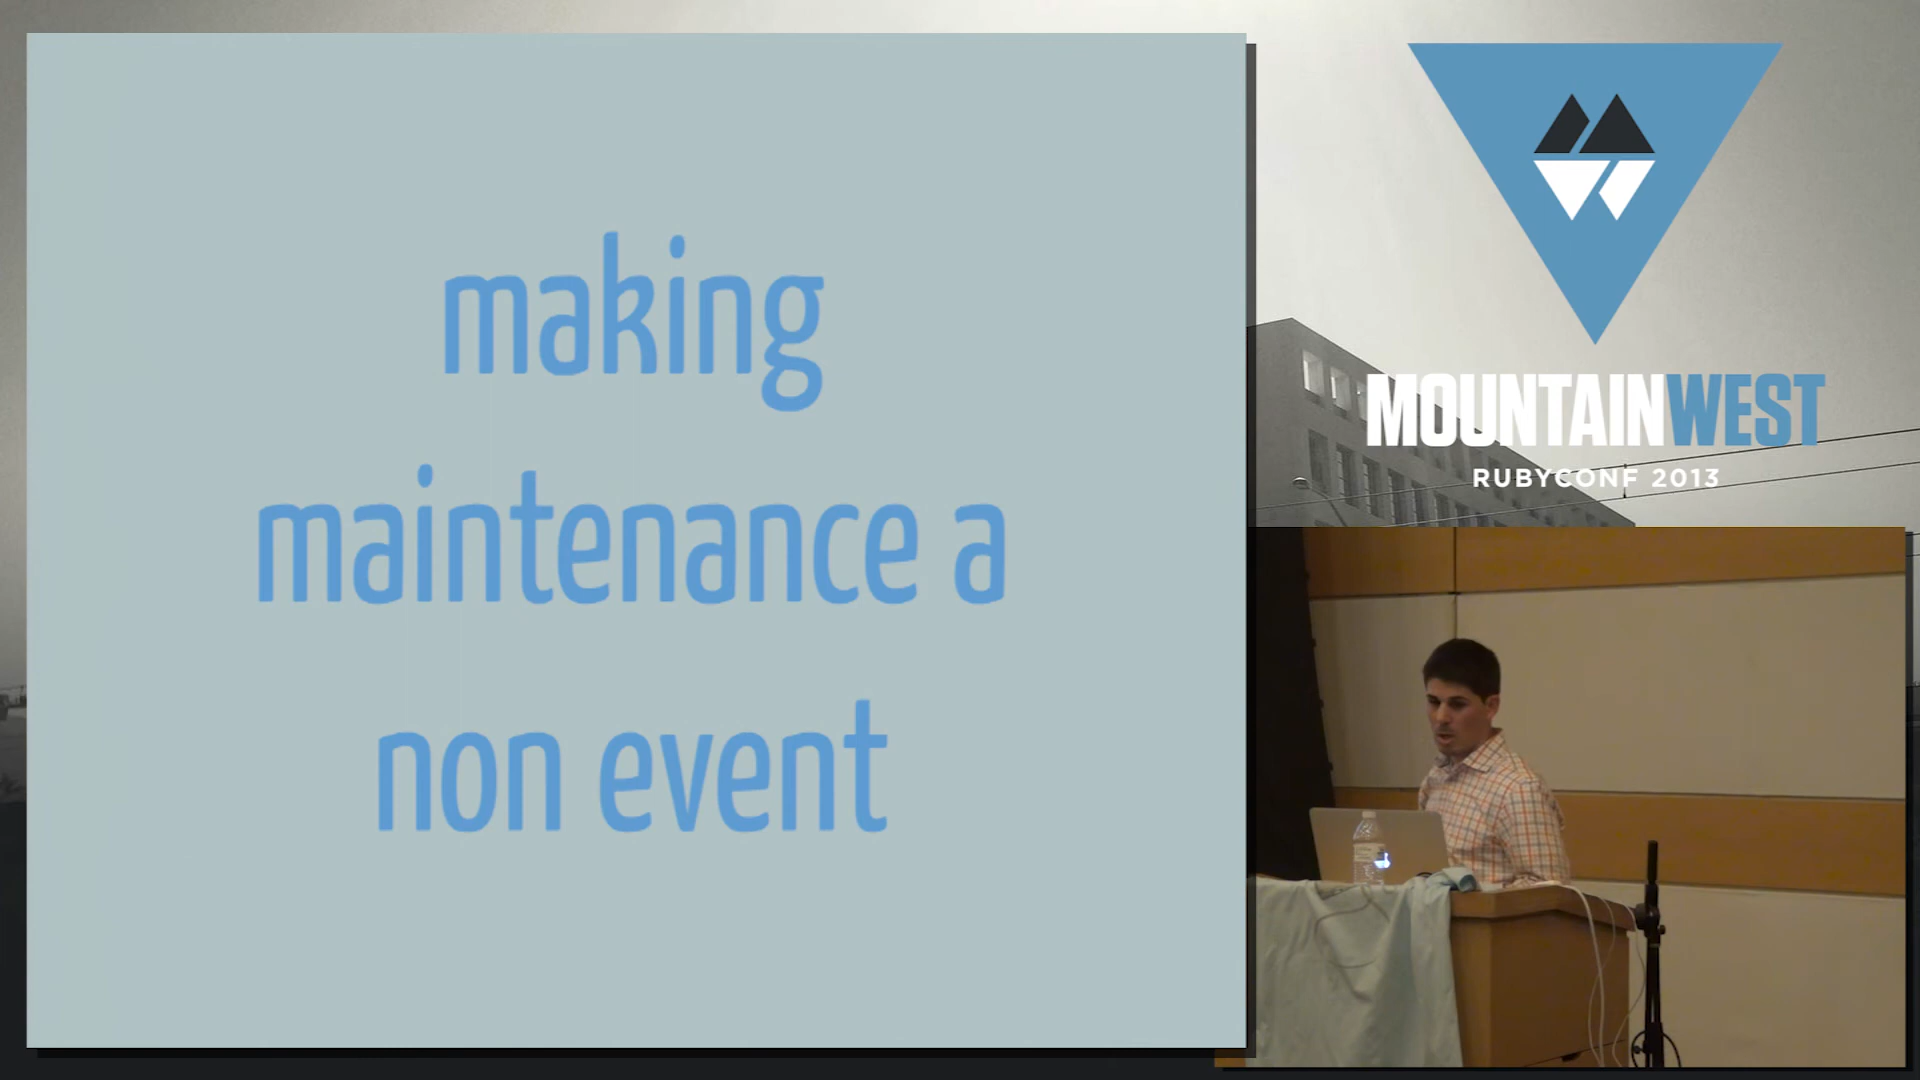 making
maintenance a
non event
MOUNTAINWEST
RUBYCONF 2013